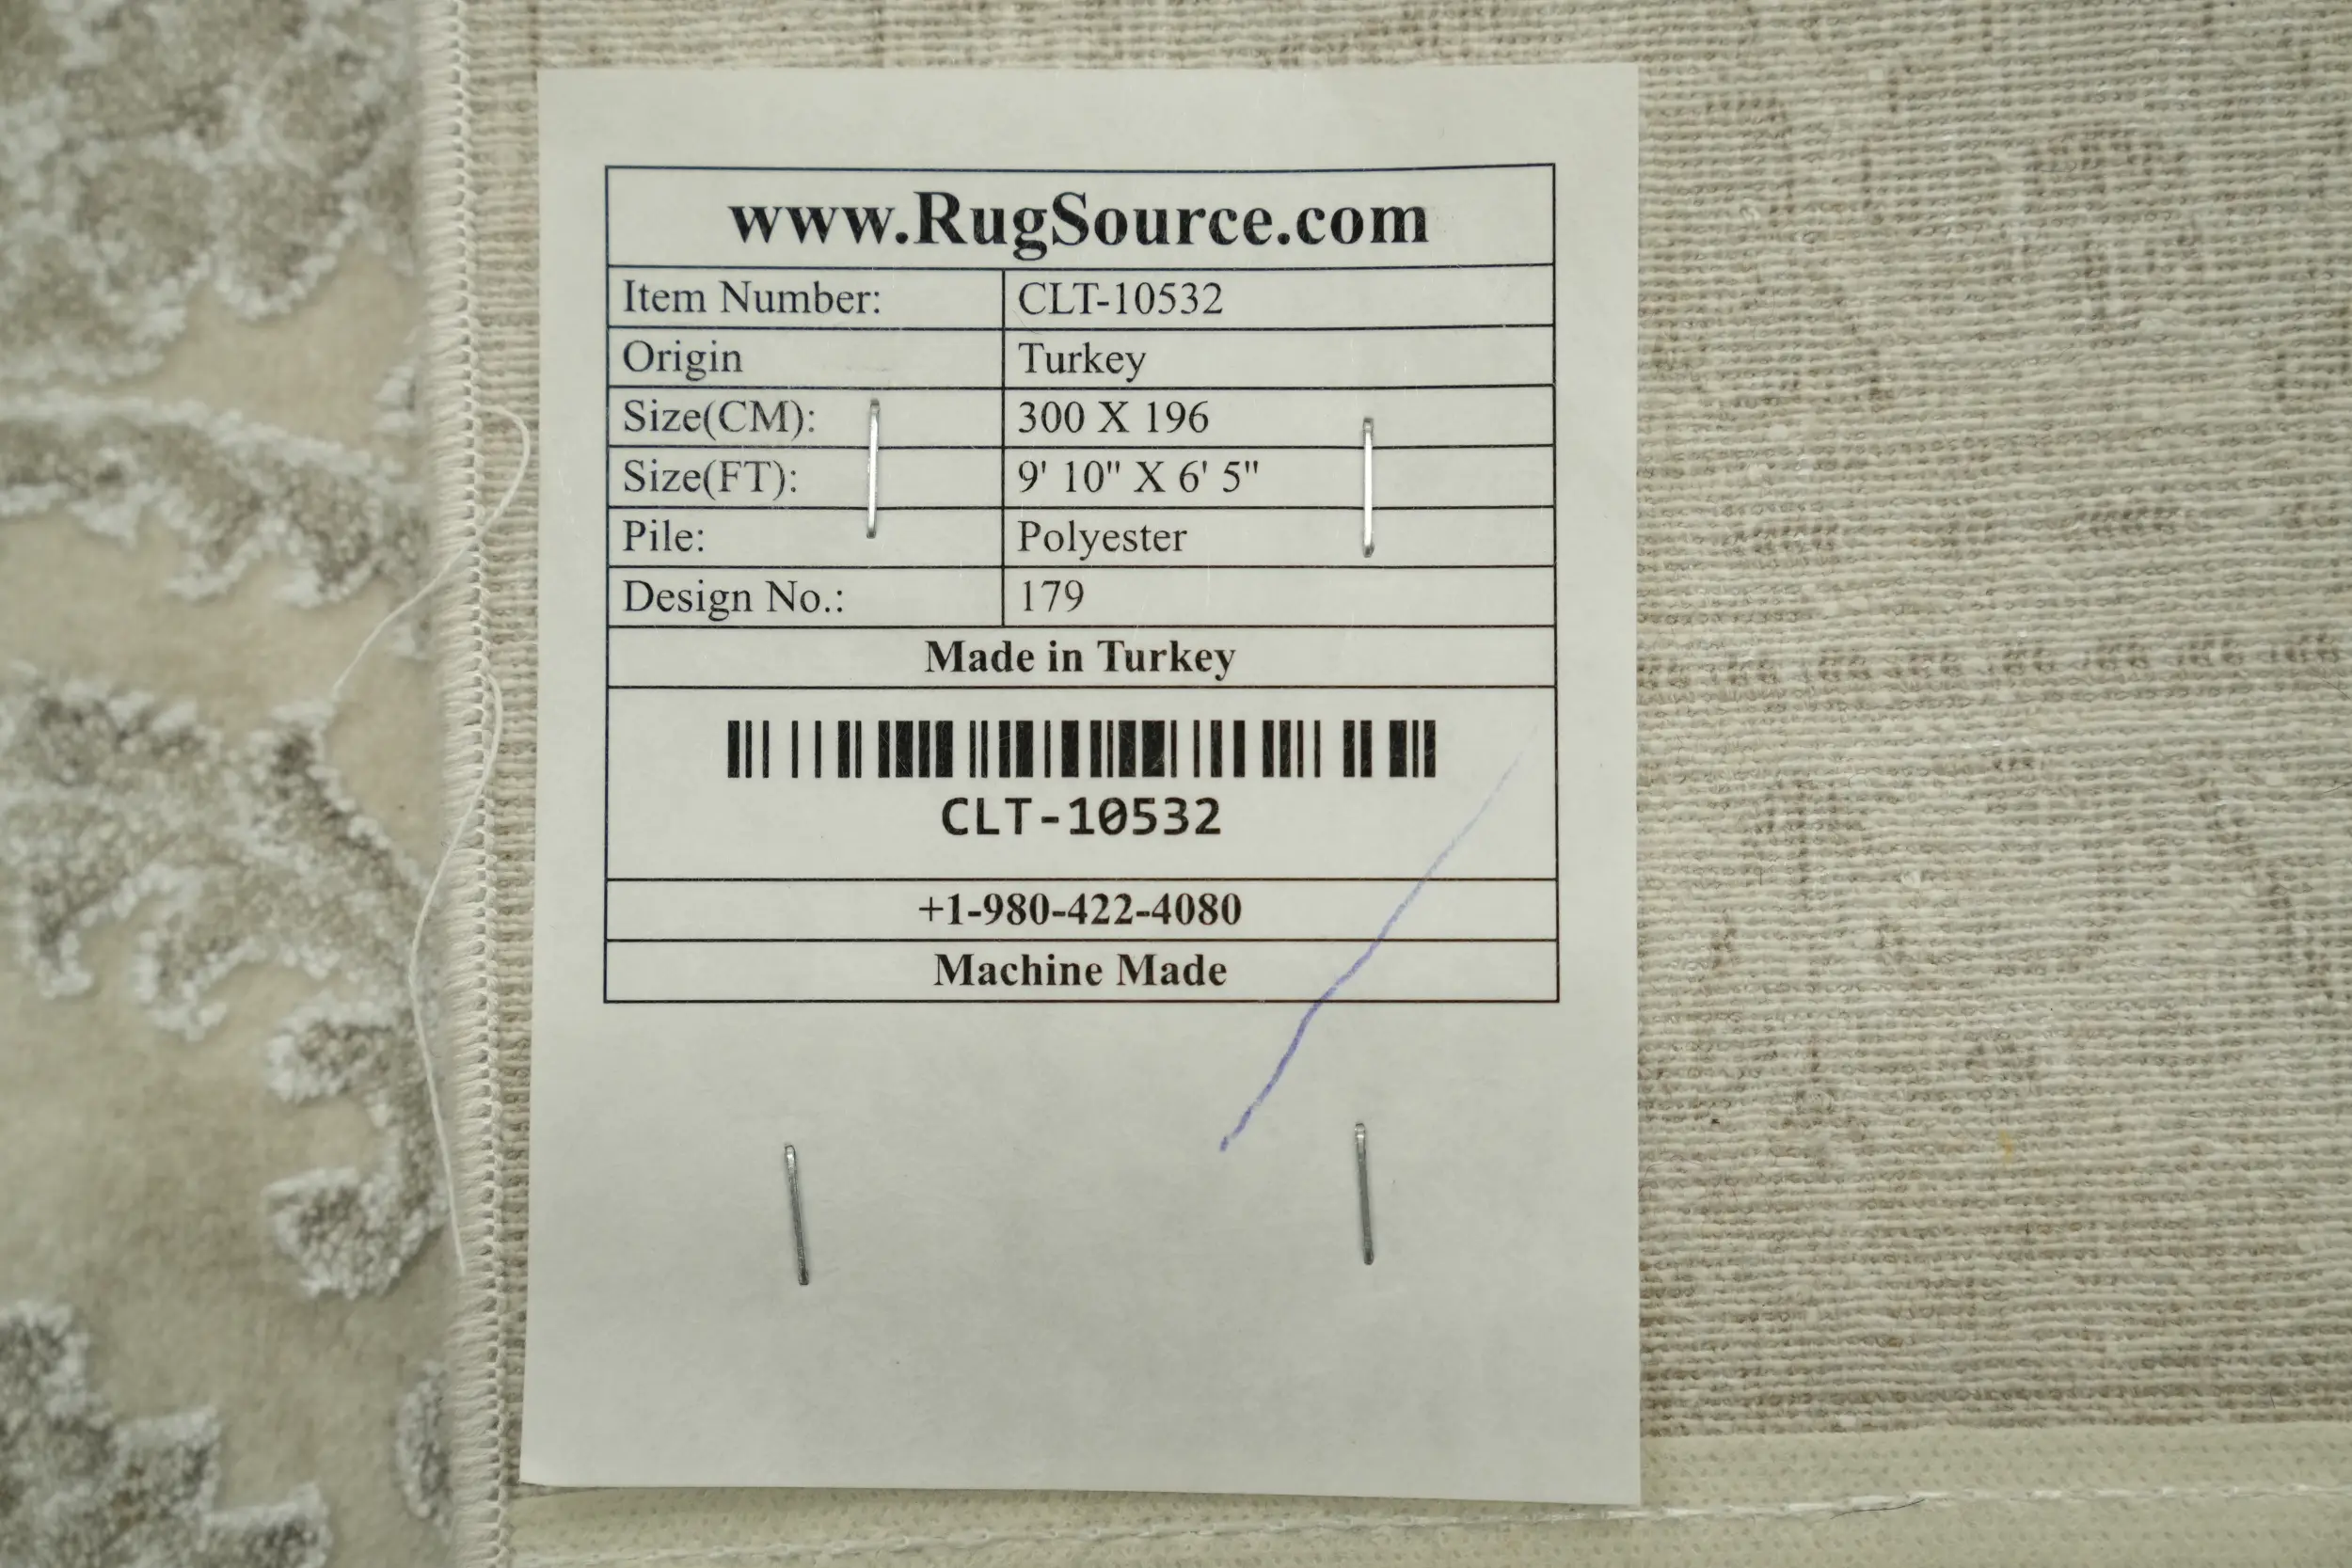 www.RugSource.com
Item Number: CLT-10532
Origin Turkey
Size(CM): 300 X 196
Size(FT): 9' 10" X 6' 5"
Pile: Polyester
Design No.: 179
Made in Turkey
CLT-10532
+1-980-422-4080
Machine Made